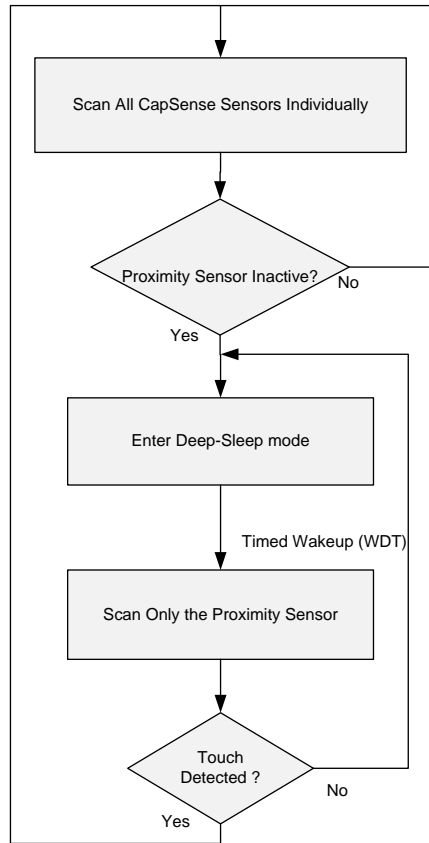 Scan All CapSense Sensors Individually
Proximity Sensor Inactive?
No
Yes
Enter Deep-Sleep mode
Timed Wakeup (WDT)
Scan Only the Proximity Sensor
Touch
Detected ?
No
Yes